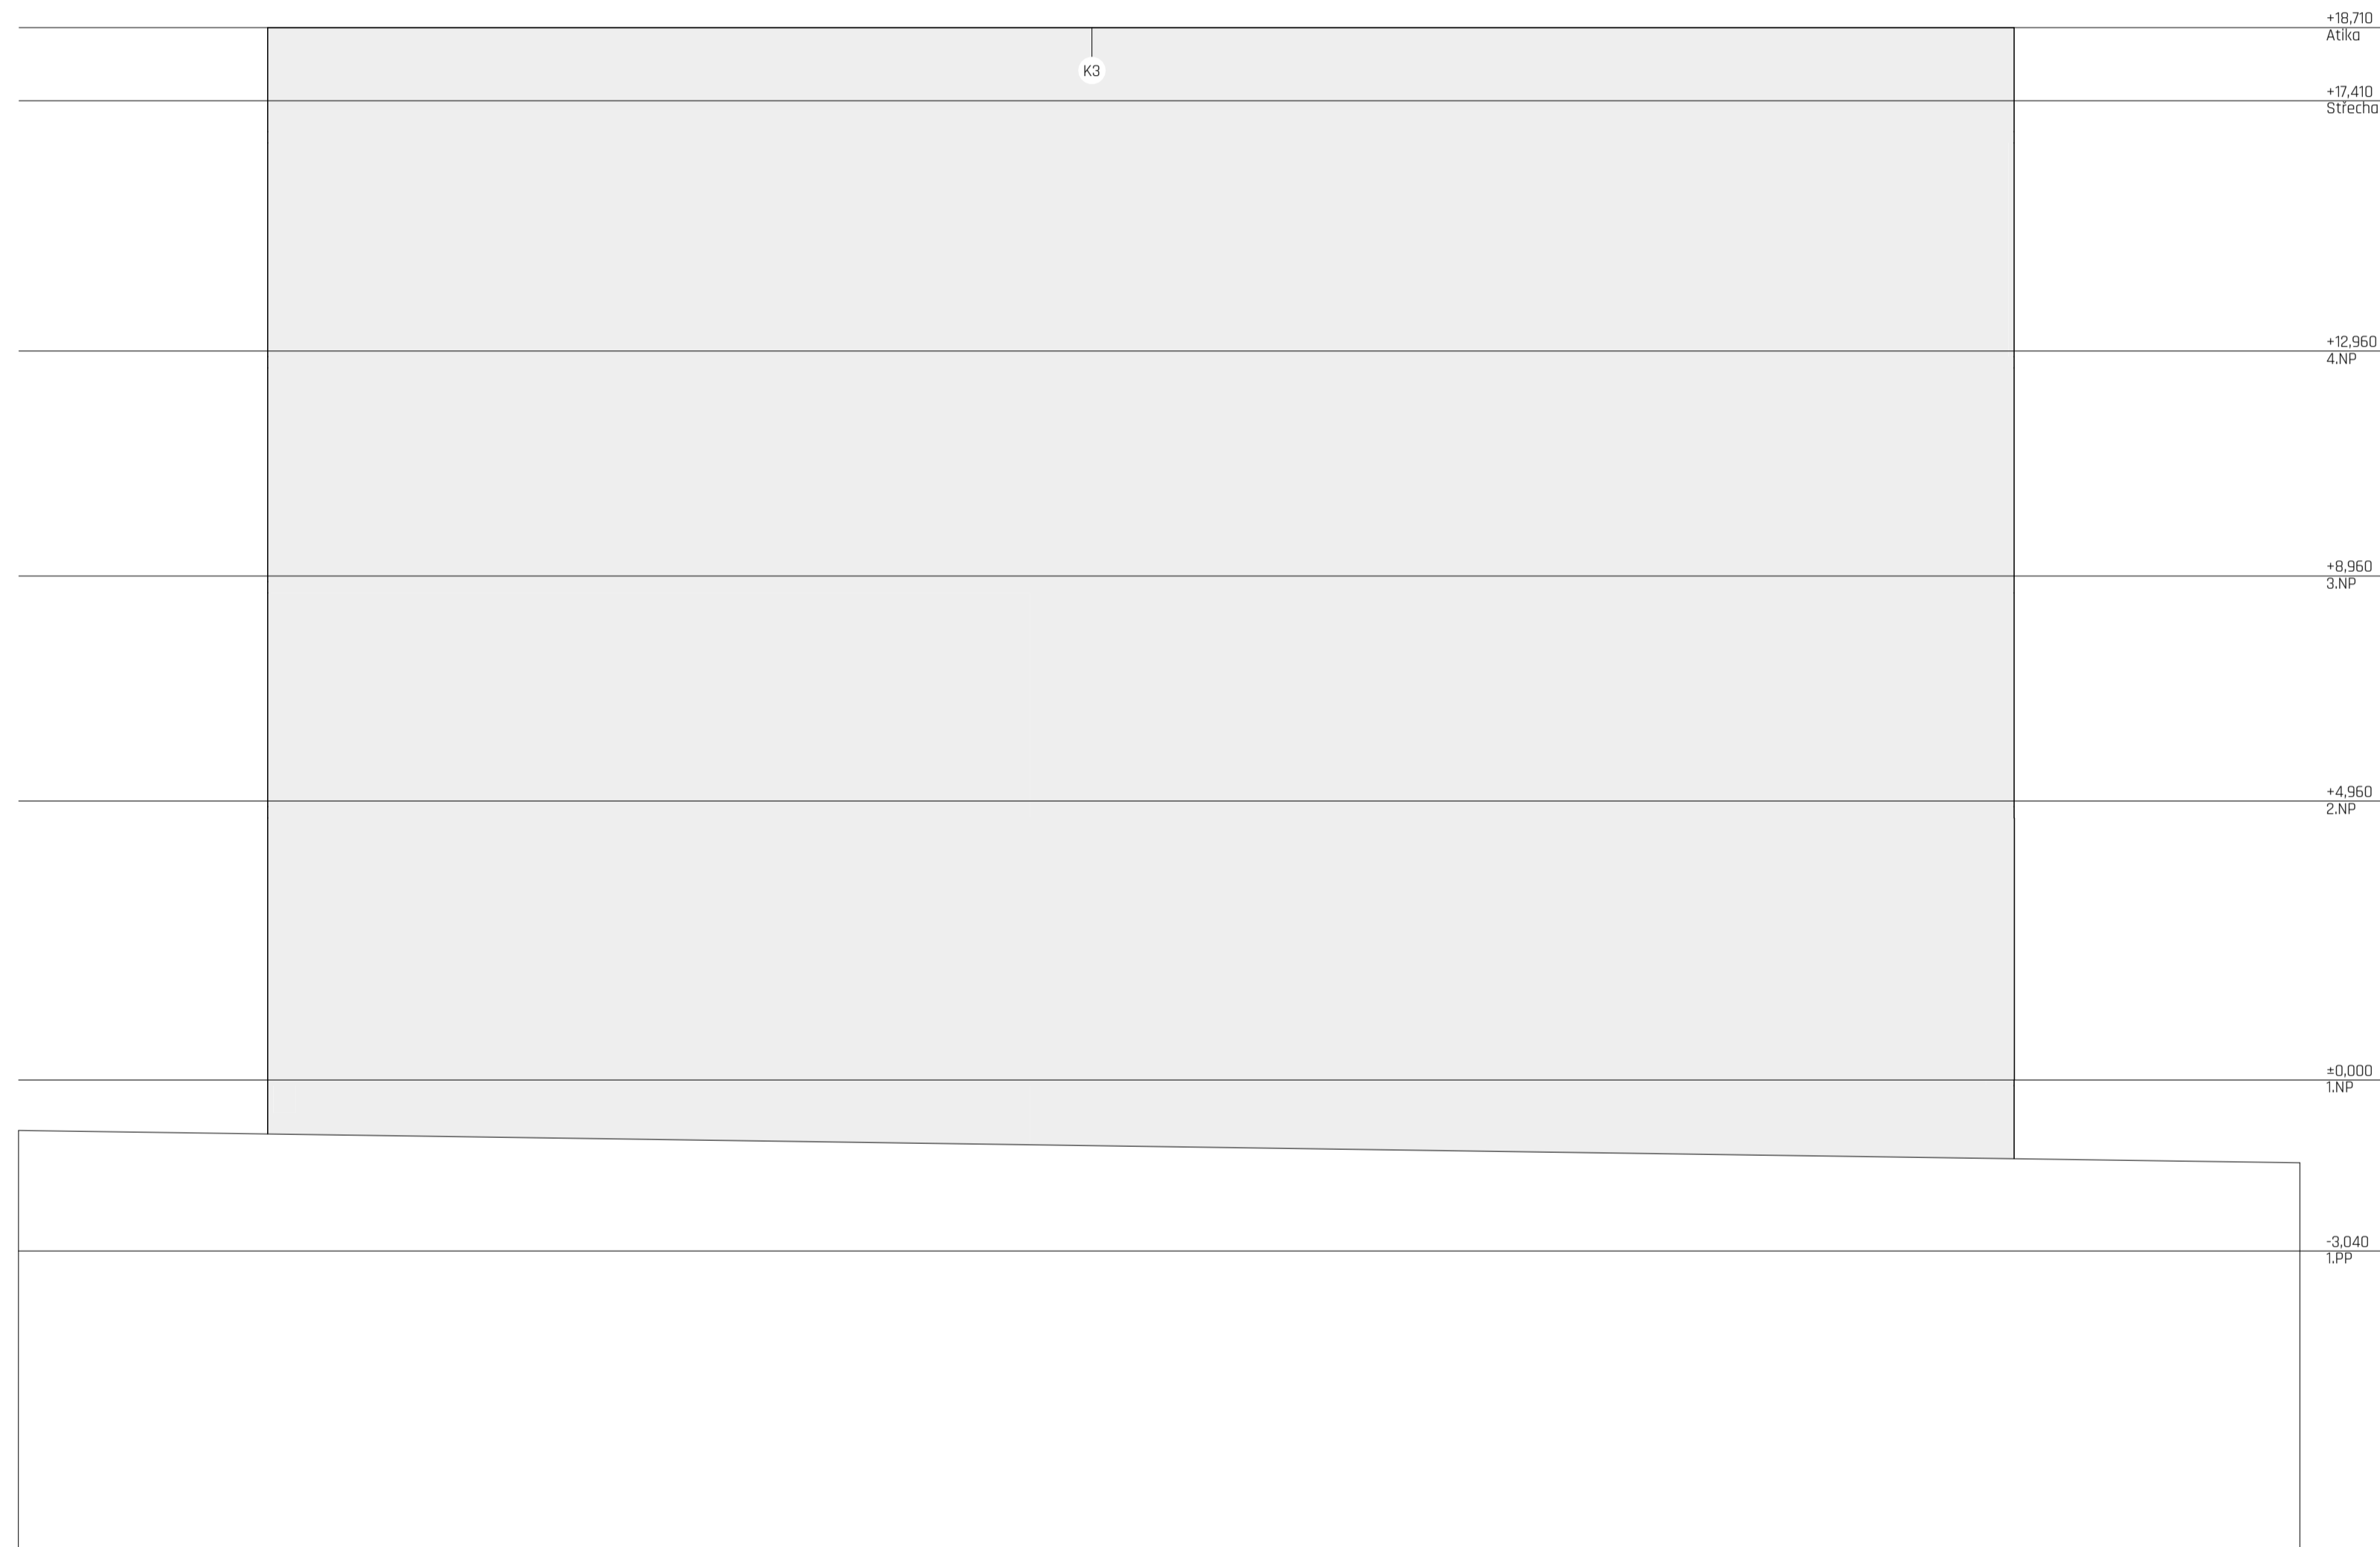 +18,710
Atika
K3
+17,410
Střecha
+12,960
4.NP
+8,960
3.NP
+4,960
2.NP
±0,000
1.NP
-3,040
1.PP